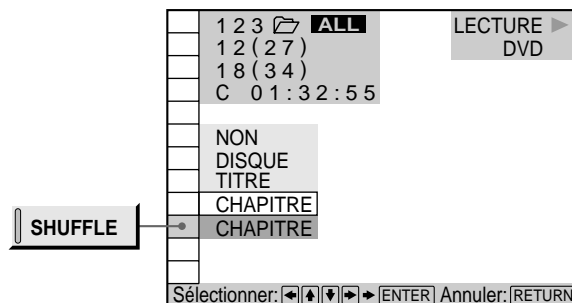 1 2 3 ALL
1 2 ( 2 7 )
1 8 ( 3 4 )
C 0 1 : 3 2 : 5 5
LECTURE
DVD
NON
DISQUE
TITRE
CHAPITRE
SHUFFLE
CHAPITRE
Sélectionner: ENTER Annuler: RETURN